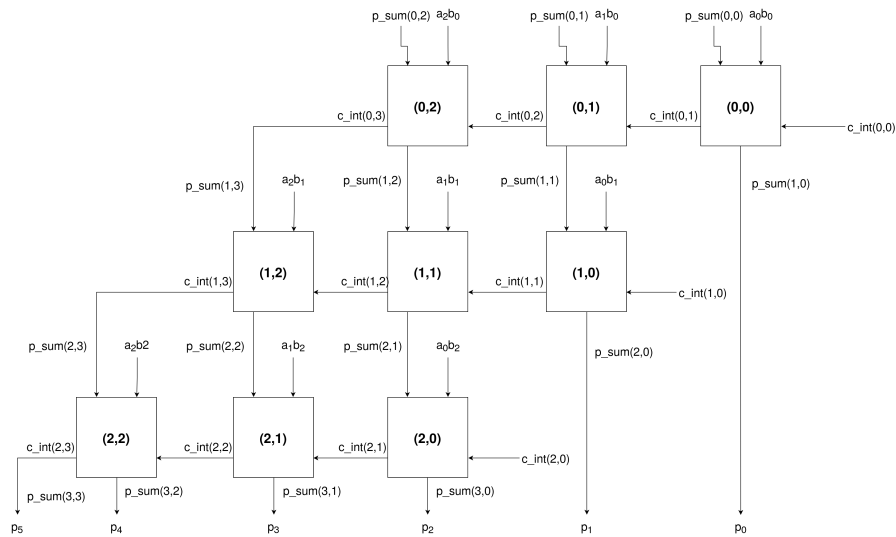 p_sum(0,2) a₂b₀ p_sum(0,1) a₁b₀ p_sum(0,0) a₀b₀
(0,2) (0,1) (0,0)
c_int(0,3) c_int(0,2) c_int(0,1) c_int(0,0)
p_sum(1,3) a₂b₁ p_sum(1,2) a₁b₁ p_sum(1,1) a₀b₁ p_sum(1,0)
(1,2) (1,1) (1,0)
c_int(1,3) c_int(1,2) c_int(1,1) c_int(1,0)
p_sum(2,3) a₂b2 p_sum(2,2) a₁b₂ p_sum(2,1) a₀b₂ p_sum(2,0)
(2,2) (2,1) (2,0)
c_int(2,3) c_int(2,2) c_int(2,1) c_int(2,0)
p_sum(3,3) p_sum(3,2) p_sum(3,1) p_sum(3,0)
p₅ p₄ p₃ p₂ p₁ p₀